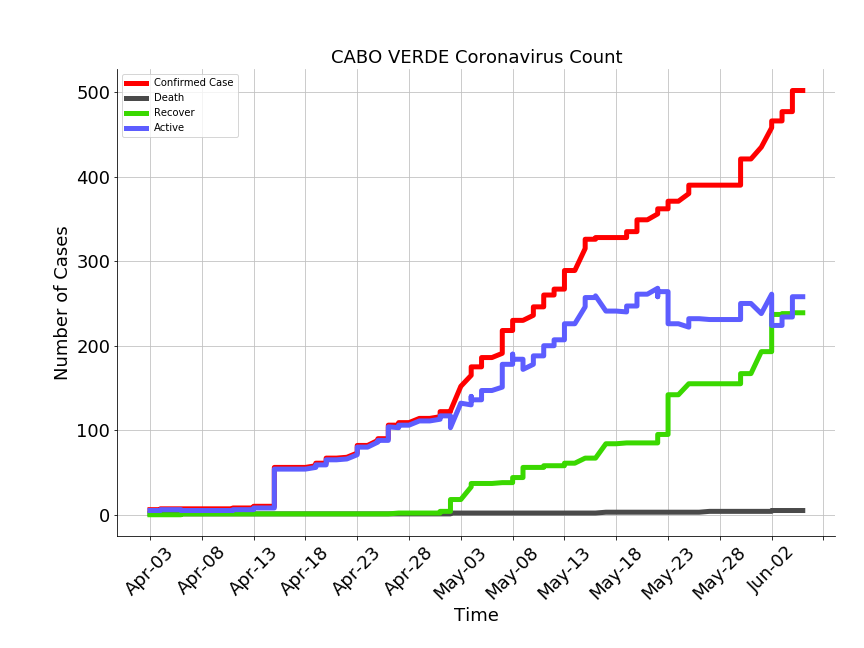 CABO VERDE Coronavirus Count
Confirmed Case
Death
Recover
Active
Number of Cases
500
400
300
200
100
0
Apr-03
Apr-08
Apr-13
Apr-18
Apr-23
Apr-28
May-03
May-08
May-13
May-18
May-23
May-28
Jun-02
Time